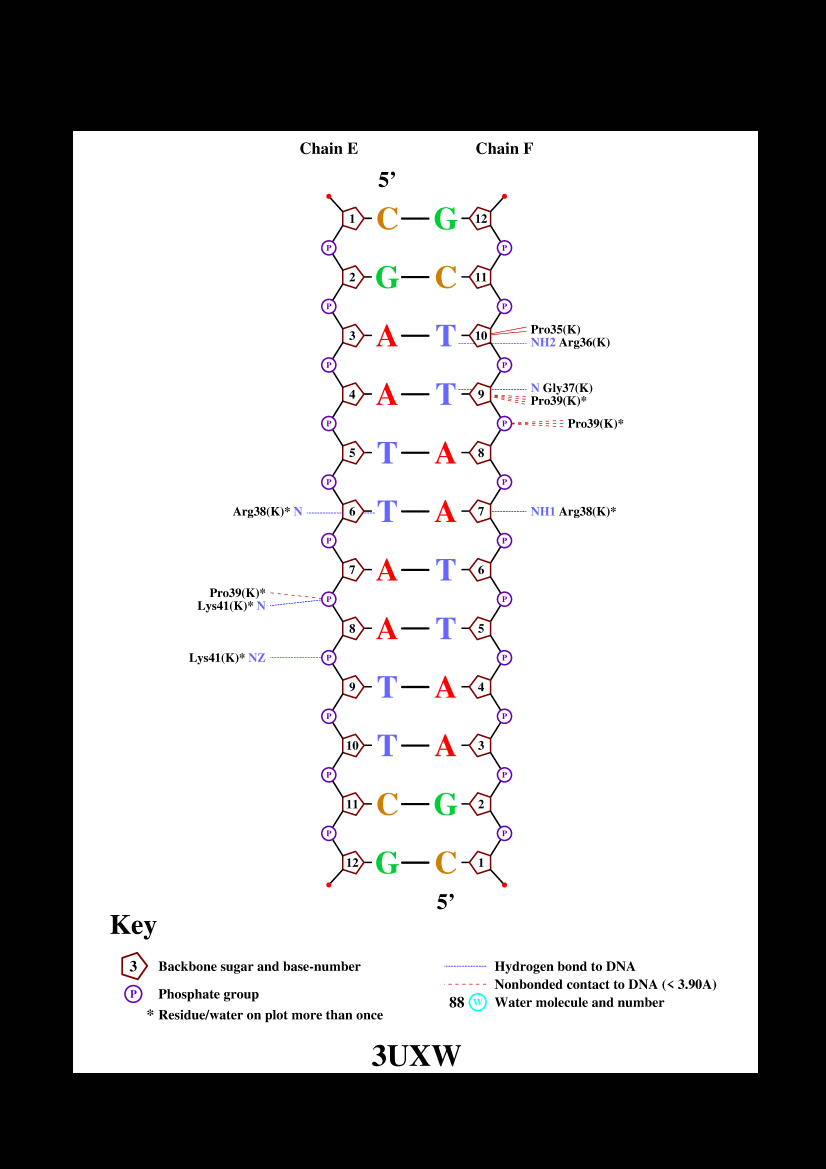 Chain E Chain F
5’
1 C G 12
P P
2 G C 11
P P
Pro35(K)
3 A T 10
NH2 Arg36(K)
P P
N Gly37(K)
4 A T 9
Pro39(K)*
P P Pro39(K)*
5 T A 8
P P
Arg38(K)* N 6 T A 7 NH1 Arg38(K)*
P P
7 A T 6
Pro39(K)*
P P
Lys41(K)* N
8 A T 5
Lys41(K)* NZ P P
9 T A 4
P P
10 T A 3
P P
11 C G 2
P P
12 G C 1
5’
Key
3 Backbone sugar and base-number
P Phosphate group
* Residue/water on plot more than once
Hydrogen bond to DNA
Nonbonded contact to DNA (< 3.90A)
88 W Water molecule and number
3UXW